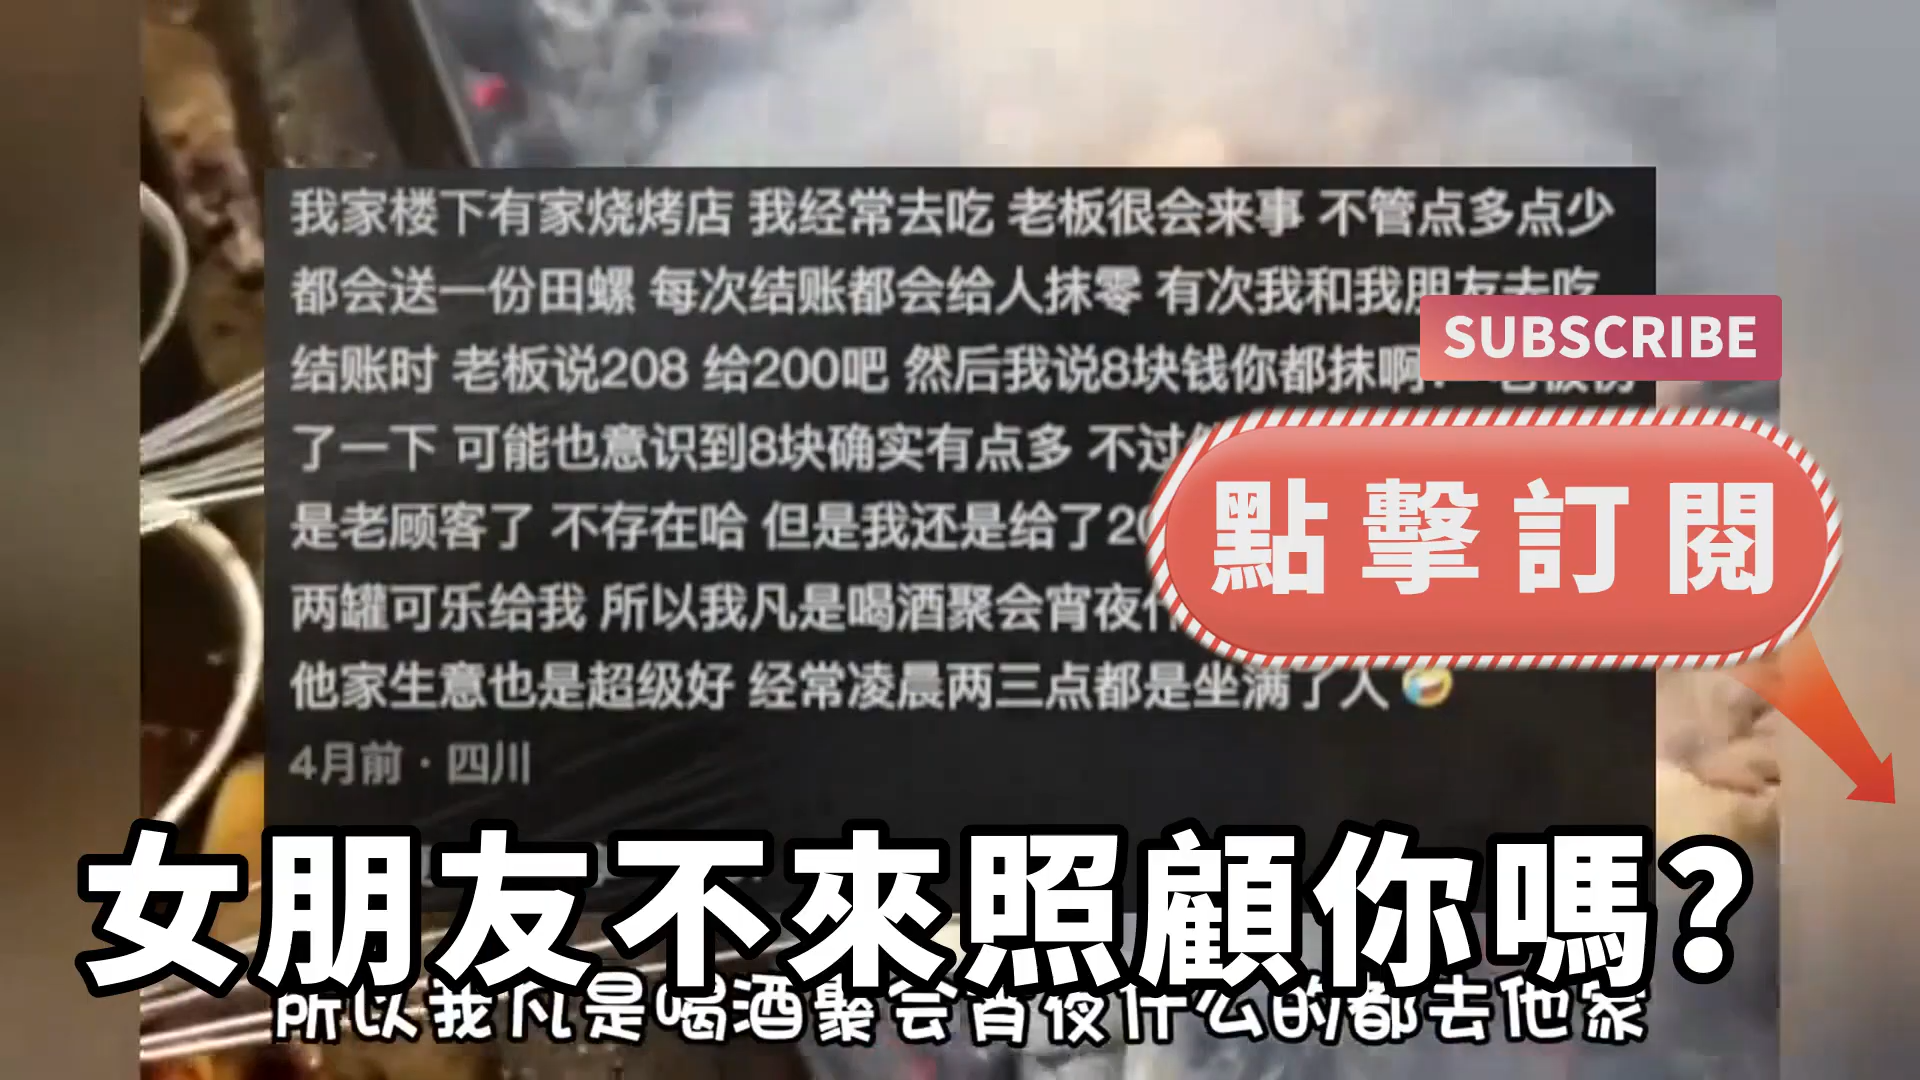 我家楼下有家烧烤店 我经常去吃 老板很会来事 不管点多点少
都会送一份田螺 每次结账都会给人抹零 有次我和我朋友去吃
SUBSCRIBE
结账时 老板说208 给200吧 然后我说8块钱你都抹啊
了一下 可能也意识到8块确实有点多 不过
點擊訂閱
是老顾客了 不存在哈 但是我还是给了20
两罐可乐给我 所以我凡是喝酒聚会宵夜什
他家生意也是超级好 经常凌晨两三点都是坐满了人 🤣
4月前 · 四川
女朋友不來照顧你嗎?
所以我凡是喝酒聚会宵夜什么的都去他家